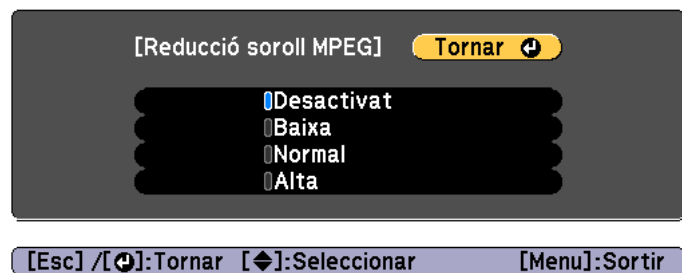 [Reducció soroll MPEG] Tornar
Desactivat
Baixa
Normal
Alta
[Esc] /[⏎]:Tornar [◆]:Seleccionar [Menu]:Sortir